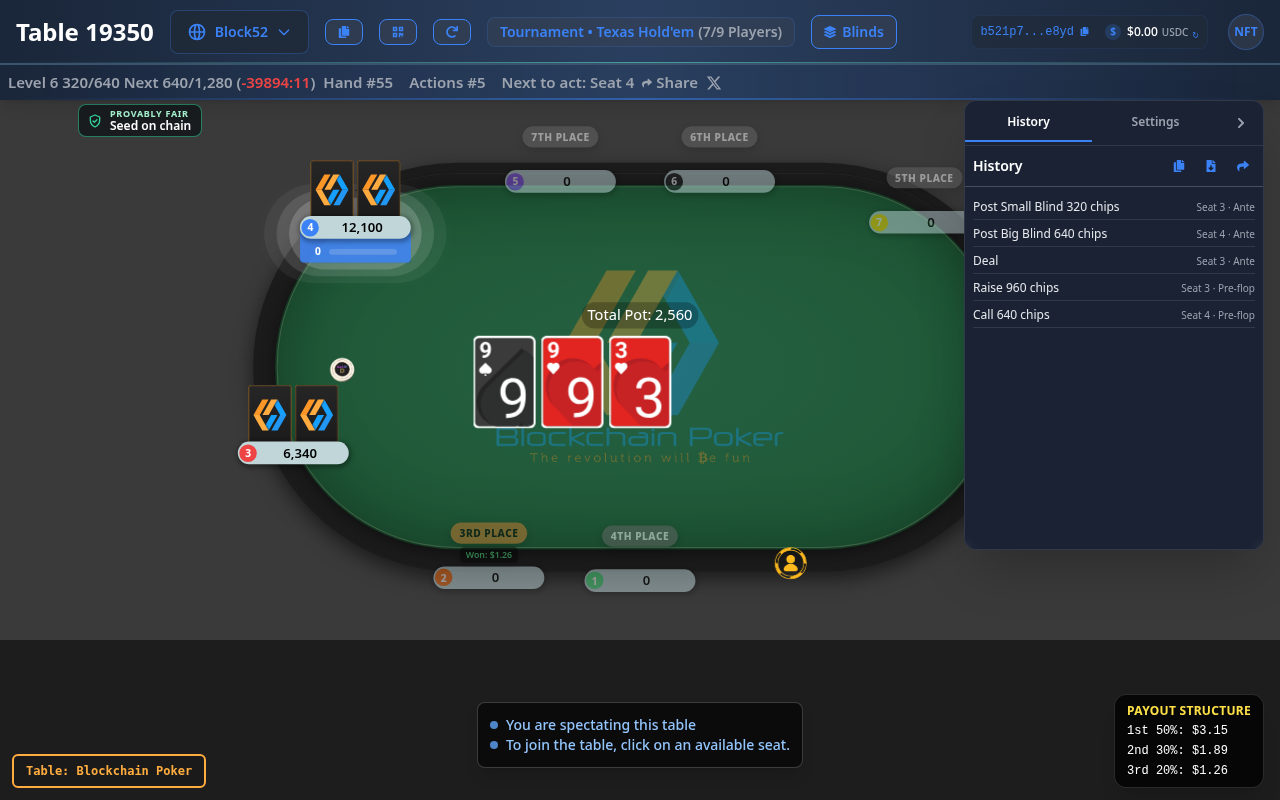 Table 19350
Block52
Tournament • Texas Hold'em (7/9 Players)
Blinds
b521p7...e8yd
$ $0.00 USDC ↻
NFT
Level 6 320/640 Next 640/1,280 (-39894:11) Hand #55 Actions #5 Next to act: Seat 4 Share
PROVABLY FAIR
Seed on chain
7TH PLACE
5 0
6TH PLACE
6 0
5TH PLACE
7 0
4 12,100
0
Total Pot: 2,560
9 9
9 9
3 3
Blockchain Poker
The revolution will ₿e fun
3 6,340
3RD PLACE
Won: $1.26
2 0
4TH PLACE
1 0
History
Settings
History
Post Small Blind 320 chips Seat 3 · Ante
Post Big Blind 640 chips Seat 4 · Ante
Deal Seat 3 · Ante
Raise 960 chips Seat 3 · Pre-flop
Call 640 chips Seat 4 · Pre-flop
You are spectating this table
To join the table, click on an available seat.
Table: Blockchain Poker
PAYOUT STRUCTURE
1st 50%: $3.15
2nd 30%: $1.89
3rd 20%: $1.26